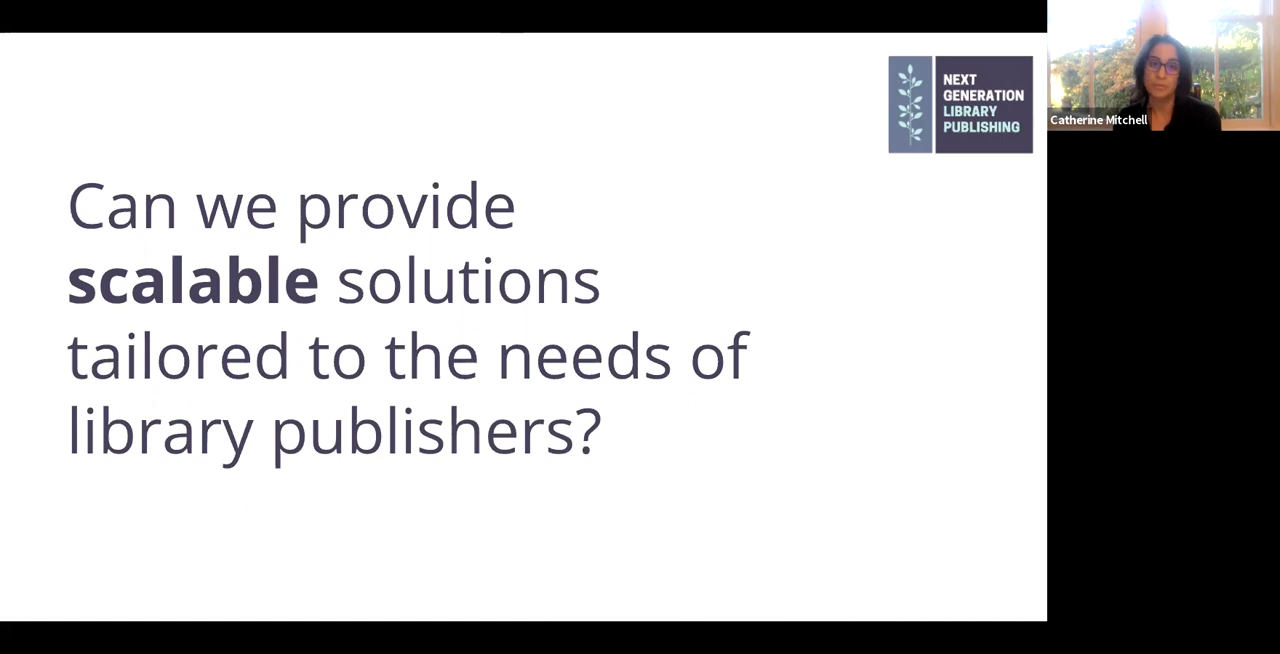 NEXT
GENERATION
LIBRARY
PUBLISHING
Catherine Mitchell
Can we provide
scalable solutions
tailored to the needs of
library publishers?